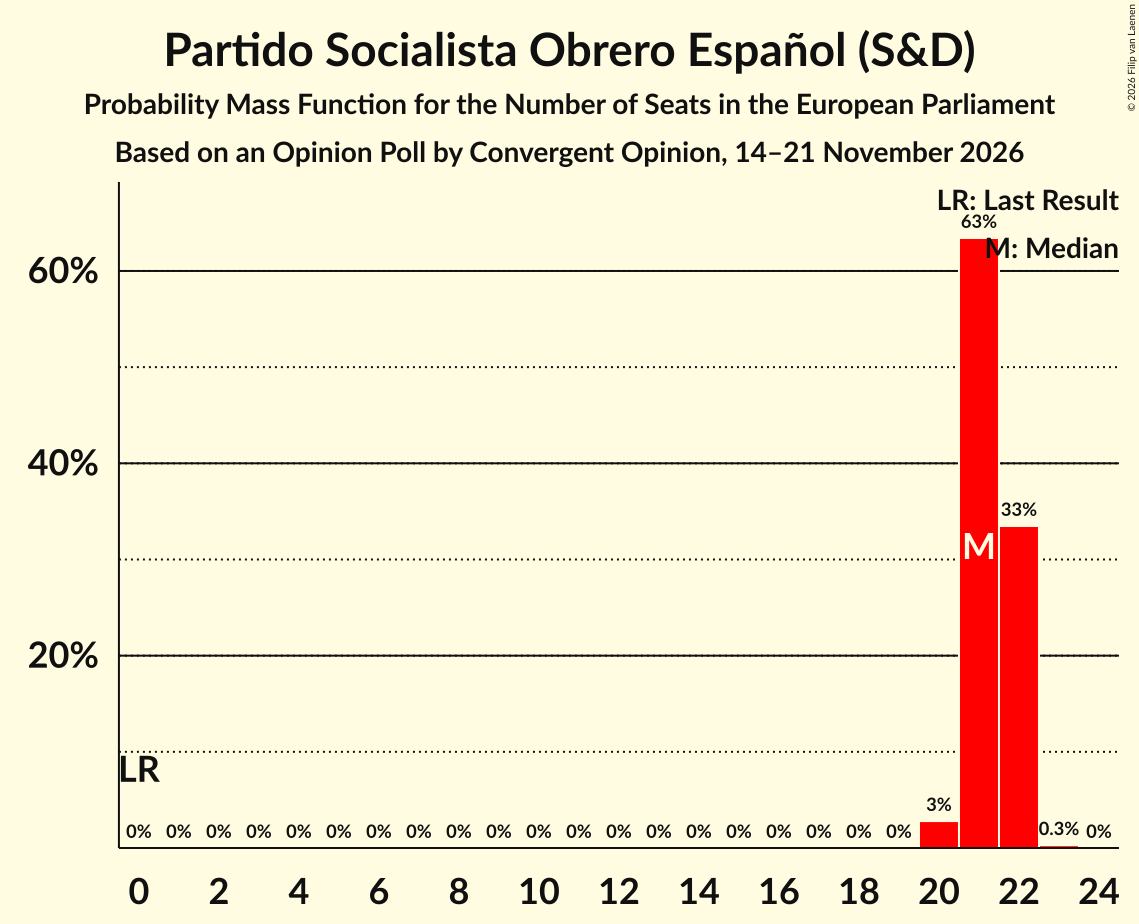 Partido Socialista Obrero Español (S&D)
Probability Mass Function for the Number of Seats in the European Parliament
Based on an Opinion Poll by Convergent Opinion, 14–21 November 2026
© 2026 Filip van Laenen
LR: Last Result
M: Median
63%
60%
40%
33%
M
20%
LR
3%
0% 0% 0% 0% 0% 0% 0% 0% 0% 0% 0% 0% 0% 0% 0% 0% 0% 0% 0% 0% 0.3% 0%
0 2 4 6 8 10 12 14 16 18 20 22 24